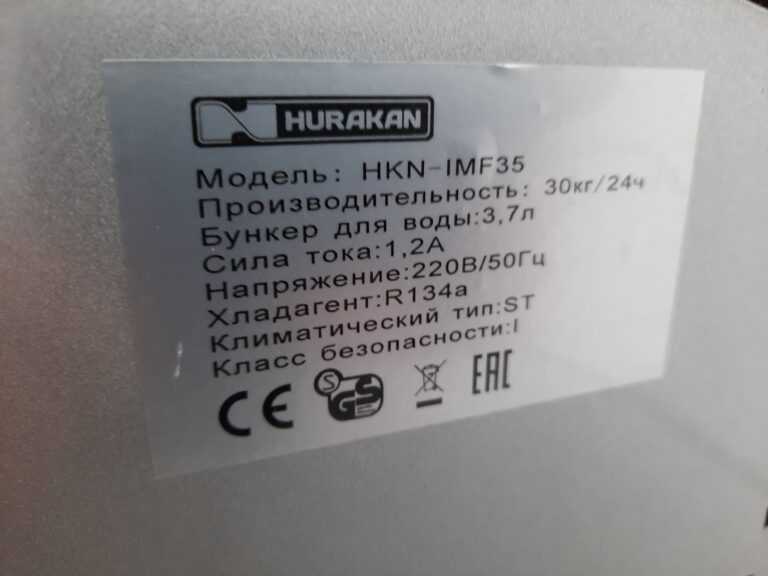 HURAKAN
Модель: HKN-IMF35
Производительность: 30кг/24ч
Бункер для воды:3,7л
Сила тока:1,2А
Напряжение:220В/50Гц
Хладагент:R134a
Климатический тип:ST
Класс безопасности:I
CE S GS EAC